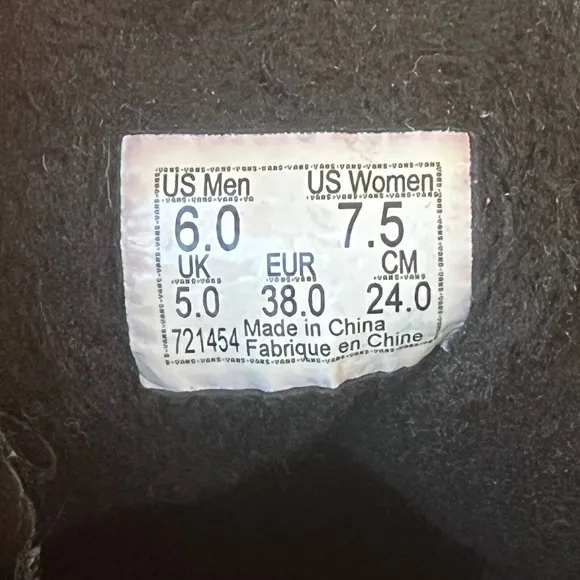 US Men US Women
6.0 7.5
UK EUR CM
5.0 38.0 24.0
721454 Made in China
Fabrique en Chine